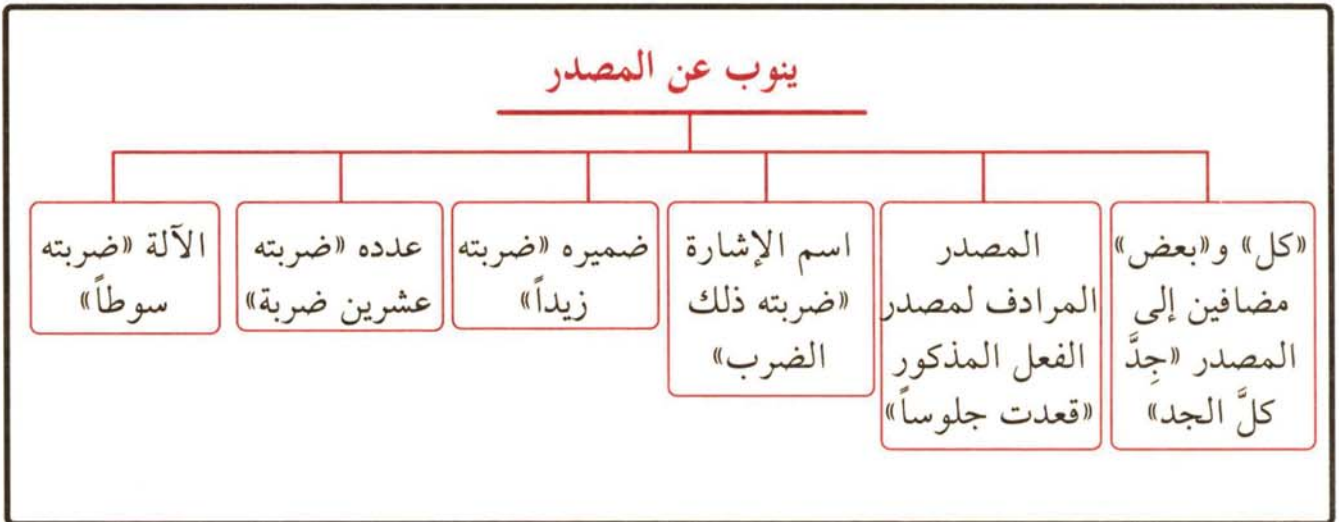 ينوب عن المصدر
«كل» و«بعض»
مضافين إلى
المصدر «جِدَّ
كلَّ الجد»
المصدر
المرادف لمصدر
الفعل المذكور
«قعدت جلوساً»
اسم الإشارة
«ضربته ذلك
الضرب»
ضميره «ضربته
زيداً»
عدده «ضربته
عشرين ضربة»
الآلة «ضربته
سوطاً»